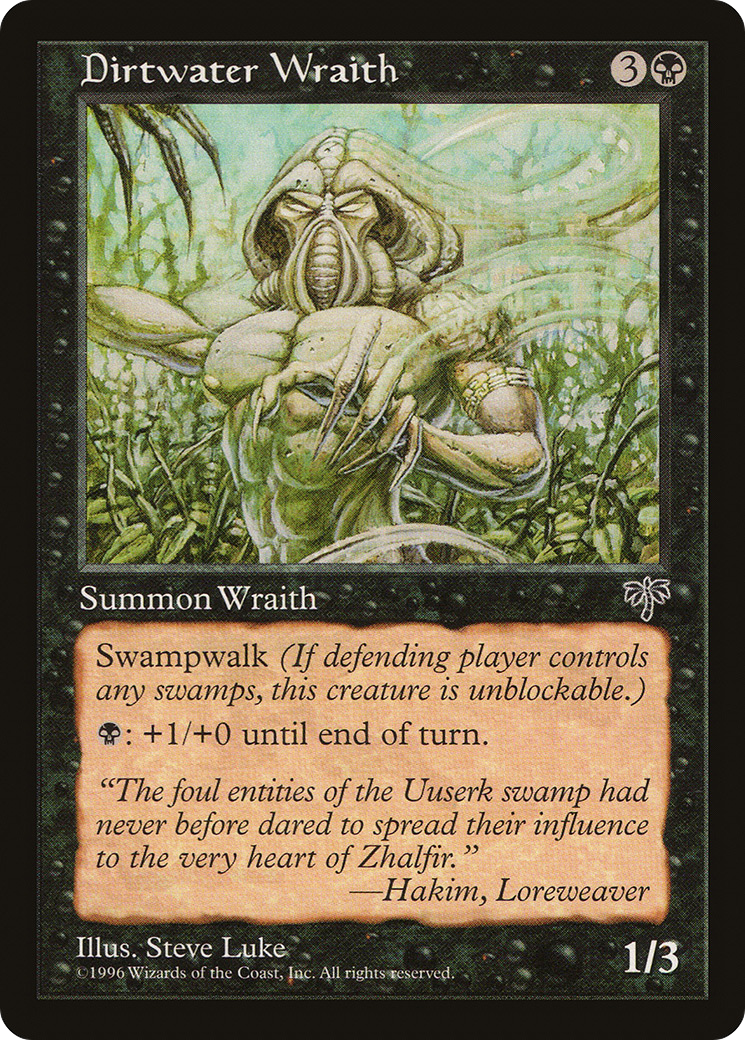 Dirtwater Wraith 3
Summon Wraith
Swampwalk (If defending player controls
any swamps, this creature is unblockable.)
: +1/+0 until end of turn.
“The foul entities of the Uuserk swamp had
never before dared to spread their influence
to the very heart of Zhalfir.”
—Hakim, Loreweaver
Illus. Steve Luke
©1996 Wizards of the Coast, Inc. All rights reserved.
1/3